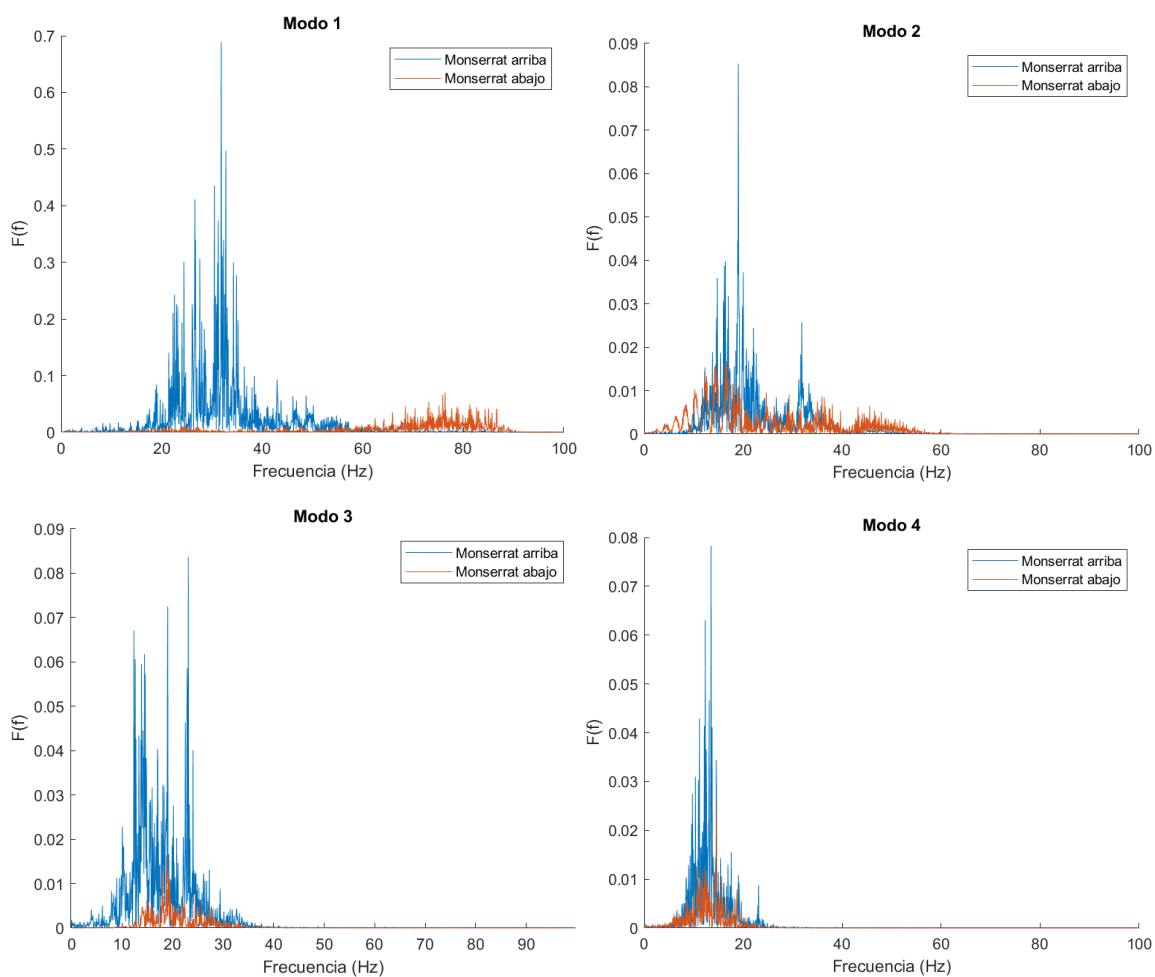 Modo 1
0.7
0.6
0.5
0.4
0.3
0.2
0.1
0
F(f)
Monserrat arriba
Monserrat abajo
0 20 40 60 80 100
Frecuencia (Hz)
Modo 2
0.09
0.08
0.07
0.06
0.05
0.04
0.03
0.02
0.01
0
F(f)
Monserrat arriba
Monserrat abajo
0 20 40 60 80 100
Frecuencia (Hz)
Modo 3
0.09
0.08
0.07
0.06
0.05
0.04
0.03
0.02
0.01
0
F(f)
Monserrat arriba
Monserrat abajo
0 10 20 30 40 50 60 70 80 90
Frecuencia (Hz)
Modo 4
0.08
0.07
0.06
0.05
0.04
0.03
0.02
0.01
0
F(f)
Monserrat arriba
Monserrat abajo
0 20 40 60 80 100
Frecuencia (Hz)